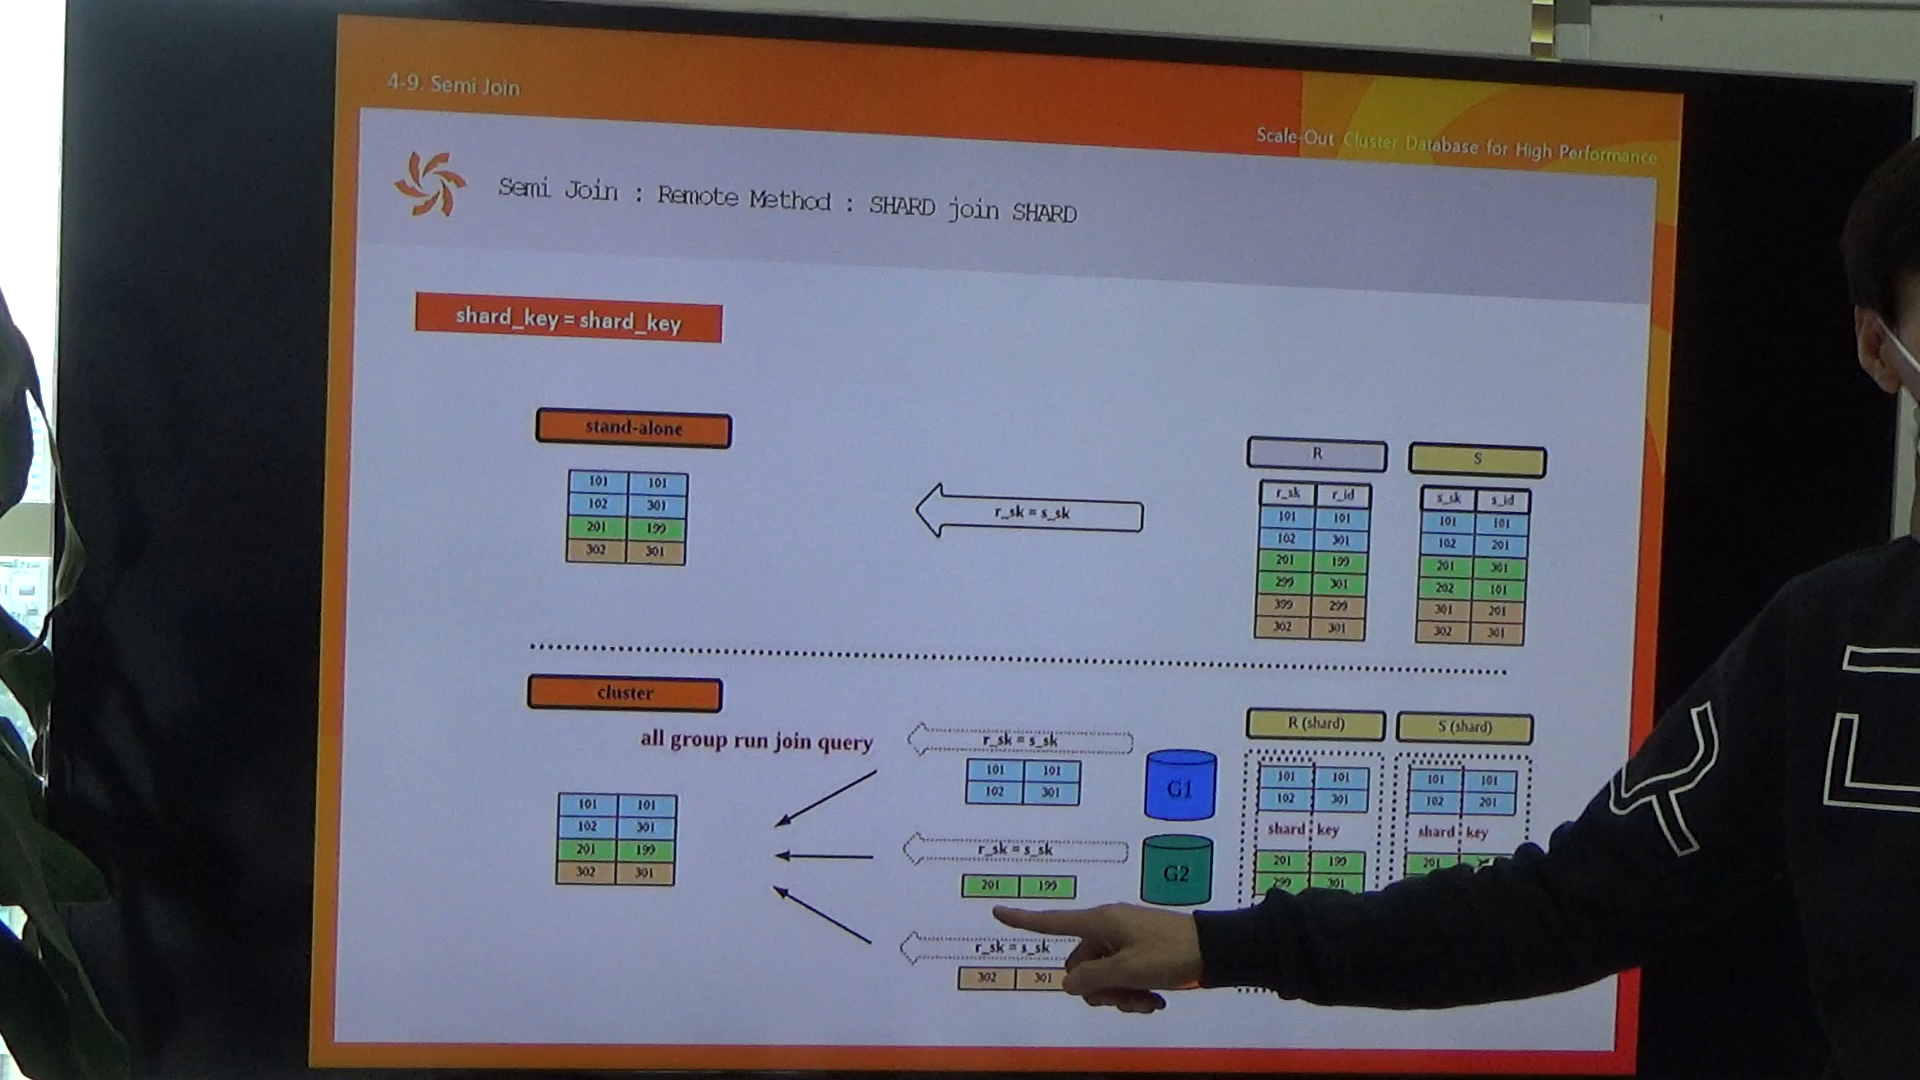 4-9. Semi Join
Scale-Out Cluster Database for High Performance
Semi Join : Remote Method : SHARD join SHARD
shard_key = shard_key
stand-alone
101 101
102 301
201 199
302 301
r_sk = s_sk
R
r_sk r_id
101 101
102 301
201 199
299 301
399 299
302 301
S
s_sk s_id
101 101
102 201
201 301
202 101
301 201
302 301
cluster
all group run join query
101 101
102 301
201 199
302 301
r_sk = s_sk
101 101
102 301
G1
r_sk = s_sk
201 199
G2
r_sk = s_sk
302 301
R (shard)
101 101
102 301
shard key
201 199
299 301
S (shard)
101 101
102 201
shard key
201